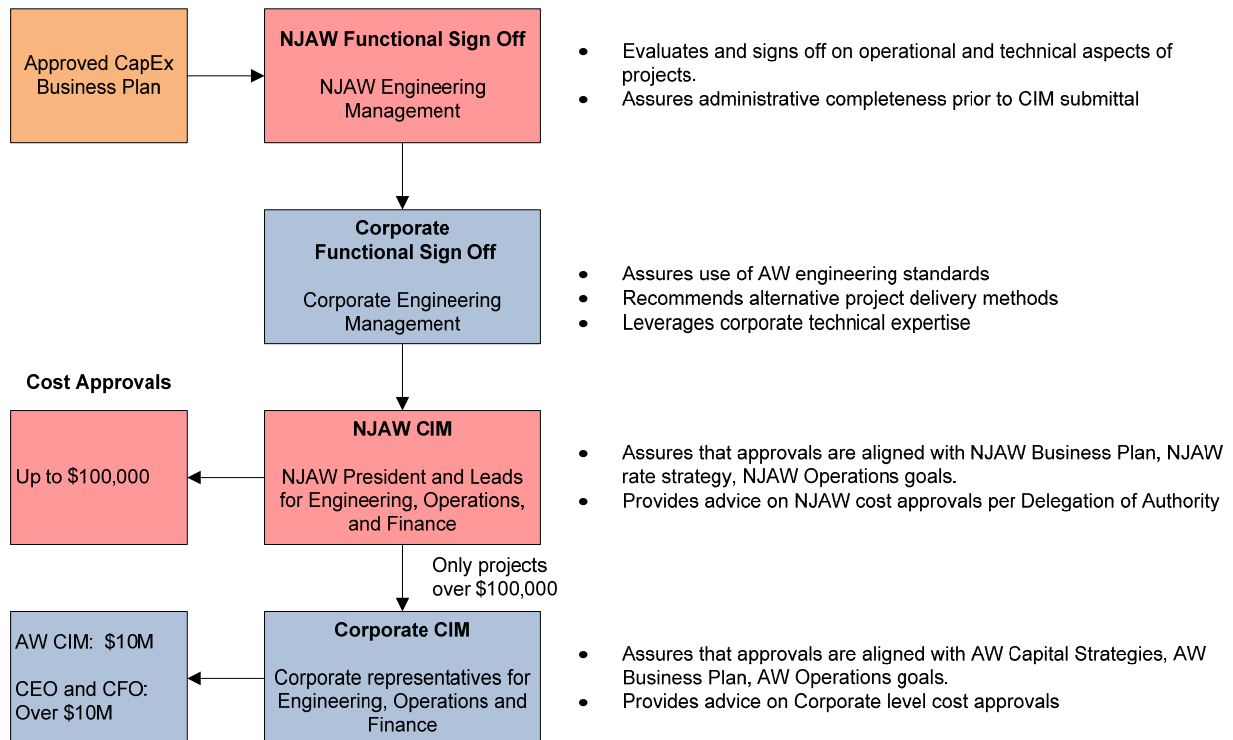 Approved CapEx
Business Plan
NJAW Functional Sign Off
NJAW Engineering
Management
• Evaluates and signs off on operational and technical aspects of
projects.
• Assures administrative completeness prior to CIM submittal
Corporate
Functional Sign Off
Corporate Engineering
Management
• Assures use of AW engineering standards
• Recommends alternative project delivery methods
• Leverages corporate technical expertise
Cost Approvals
Up to $100,000
NJAW CIM
NJAW President and Leads
for Engineering, Operations,
and Finance
• Assures that approvals are aligned with NJAW Business Plan, NJAW
rate strategy, NJAW Operations goals.
• Provides advice on NJAW cost approvals per Delegation of Authority
Only projects
over $100,000
AW CIM: $10M
CEO and CFO:
Over $10M
Corporate CIM
Corporate representatives for
Engineering, Operations and
Finance
• Assures that approvals are aligned with AW Capital Strategies, AW
Business Plan, AW Operations goals.
• Provides advice on Corporate level cost approvals